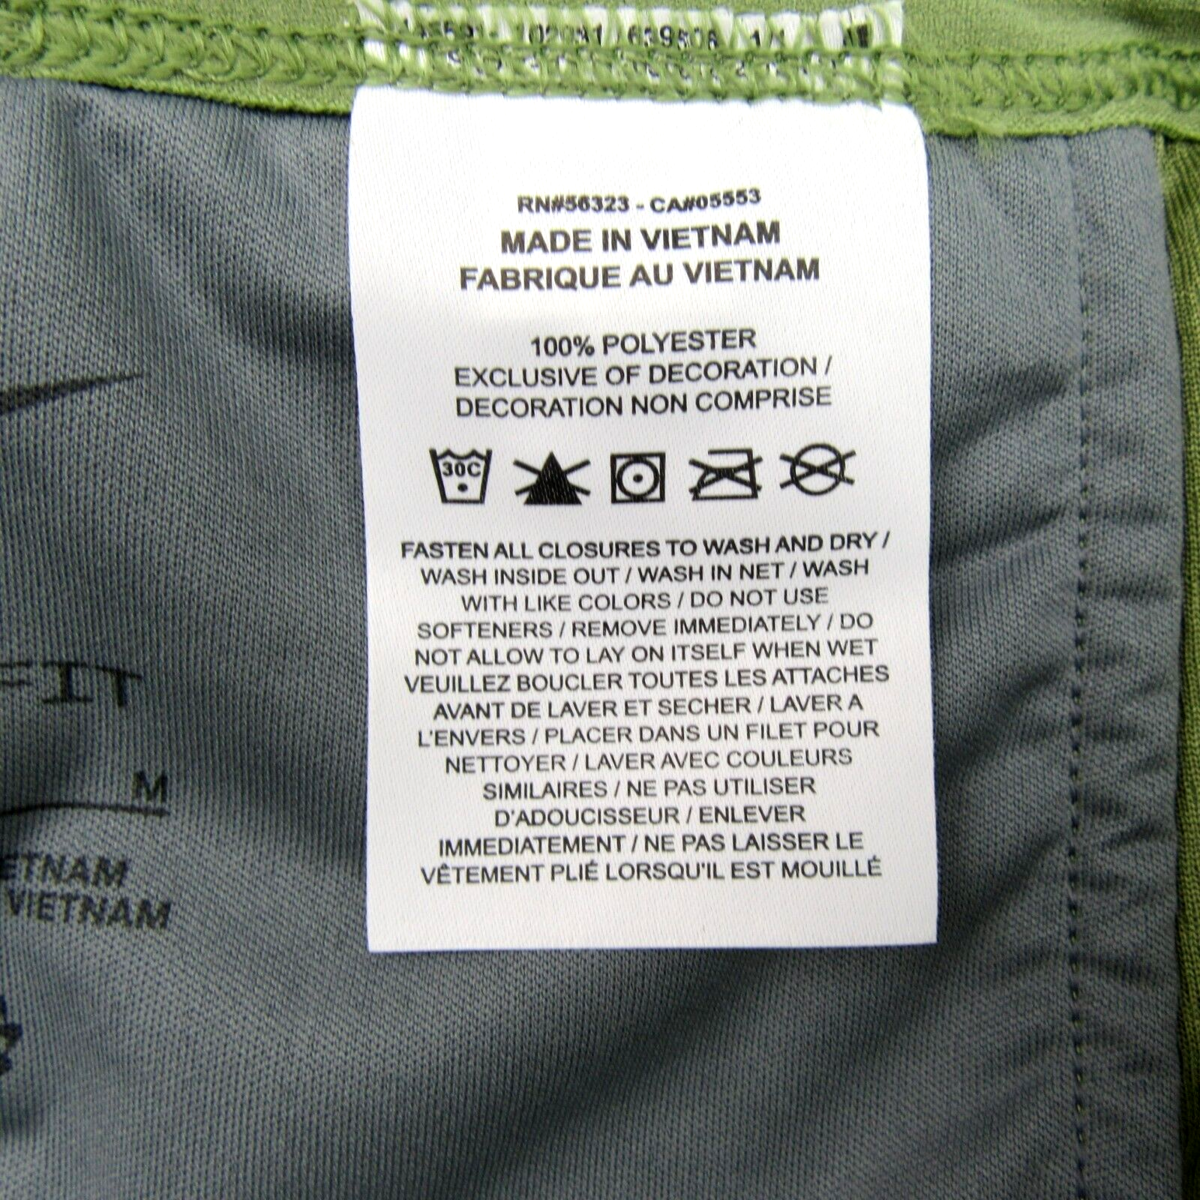 RN#56323 - CA#05553
MADE IN VIETNAM
FABRIQUE AU VIETNAM
100% POLYESTER
EXCLUSIVE OF DECORATION /
DECORATION NON COMPRISE
30C
FASTEN ALL CLOSURES TO WASH AND DRY /
WASH INSIDE OUT / WASH IN NET / WASH
WITH LIKE COLORS / DO NOT USE
SOFTENERS / REMOVE IMMEDIATELY / DO
NOT ALLOW TO LAY ON ITSELF WHEN WET
VEUILLEZ BOUCLER TOUTES LES ATTACHES
AVANT DE LAVER ET SECHER / LAVER A
L'ENVERS / PLACER DANS UN FILET POUR
NETTOYER / LAVER AVEC COULEURS
SIMILAIRES / NE PAS UTILISER
D'ADOUCISSEUR / ENLEVER
IMMEDIATEMENT / NE PAS LAISSER LE
VÊTEMENT PLIÉ LORSQU'IL EST MOUILLÉ
FIT
M
ETNAM
VIETNAM